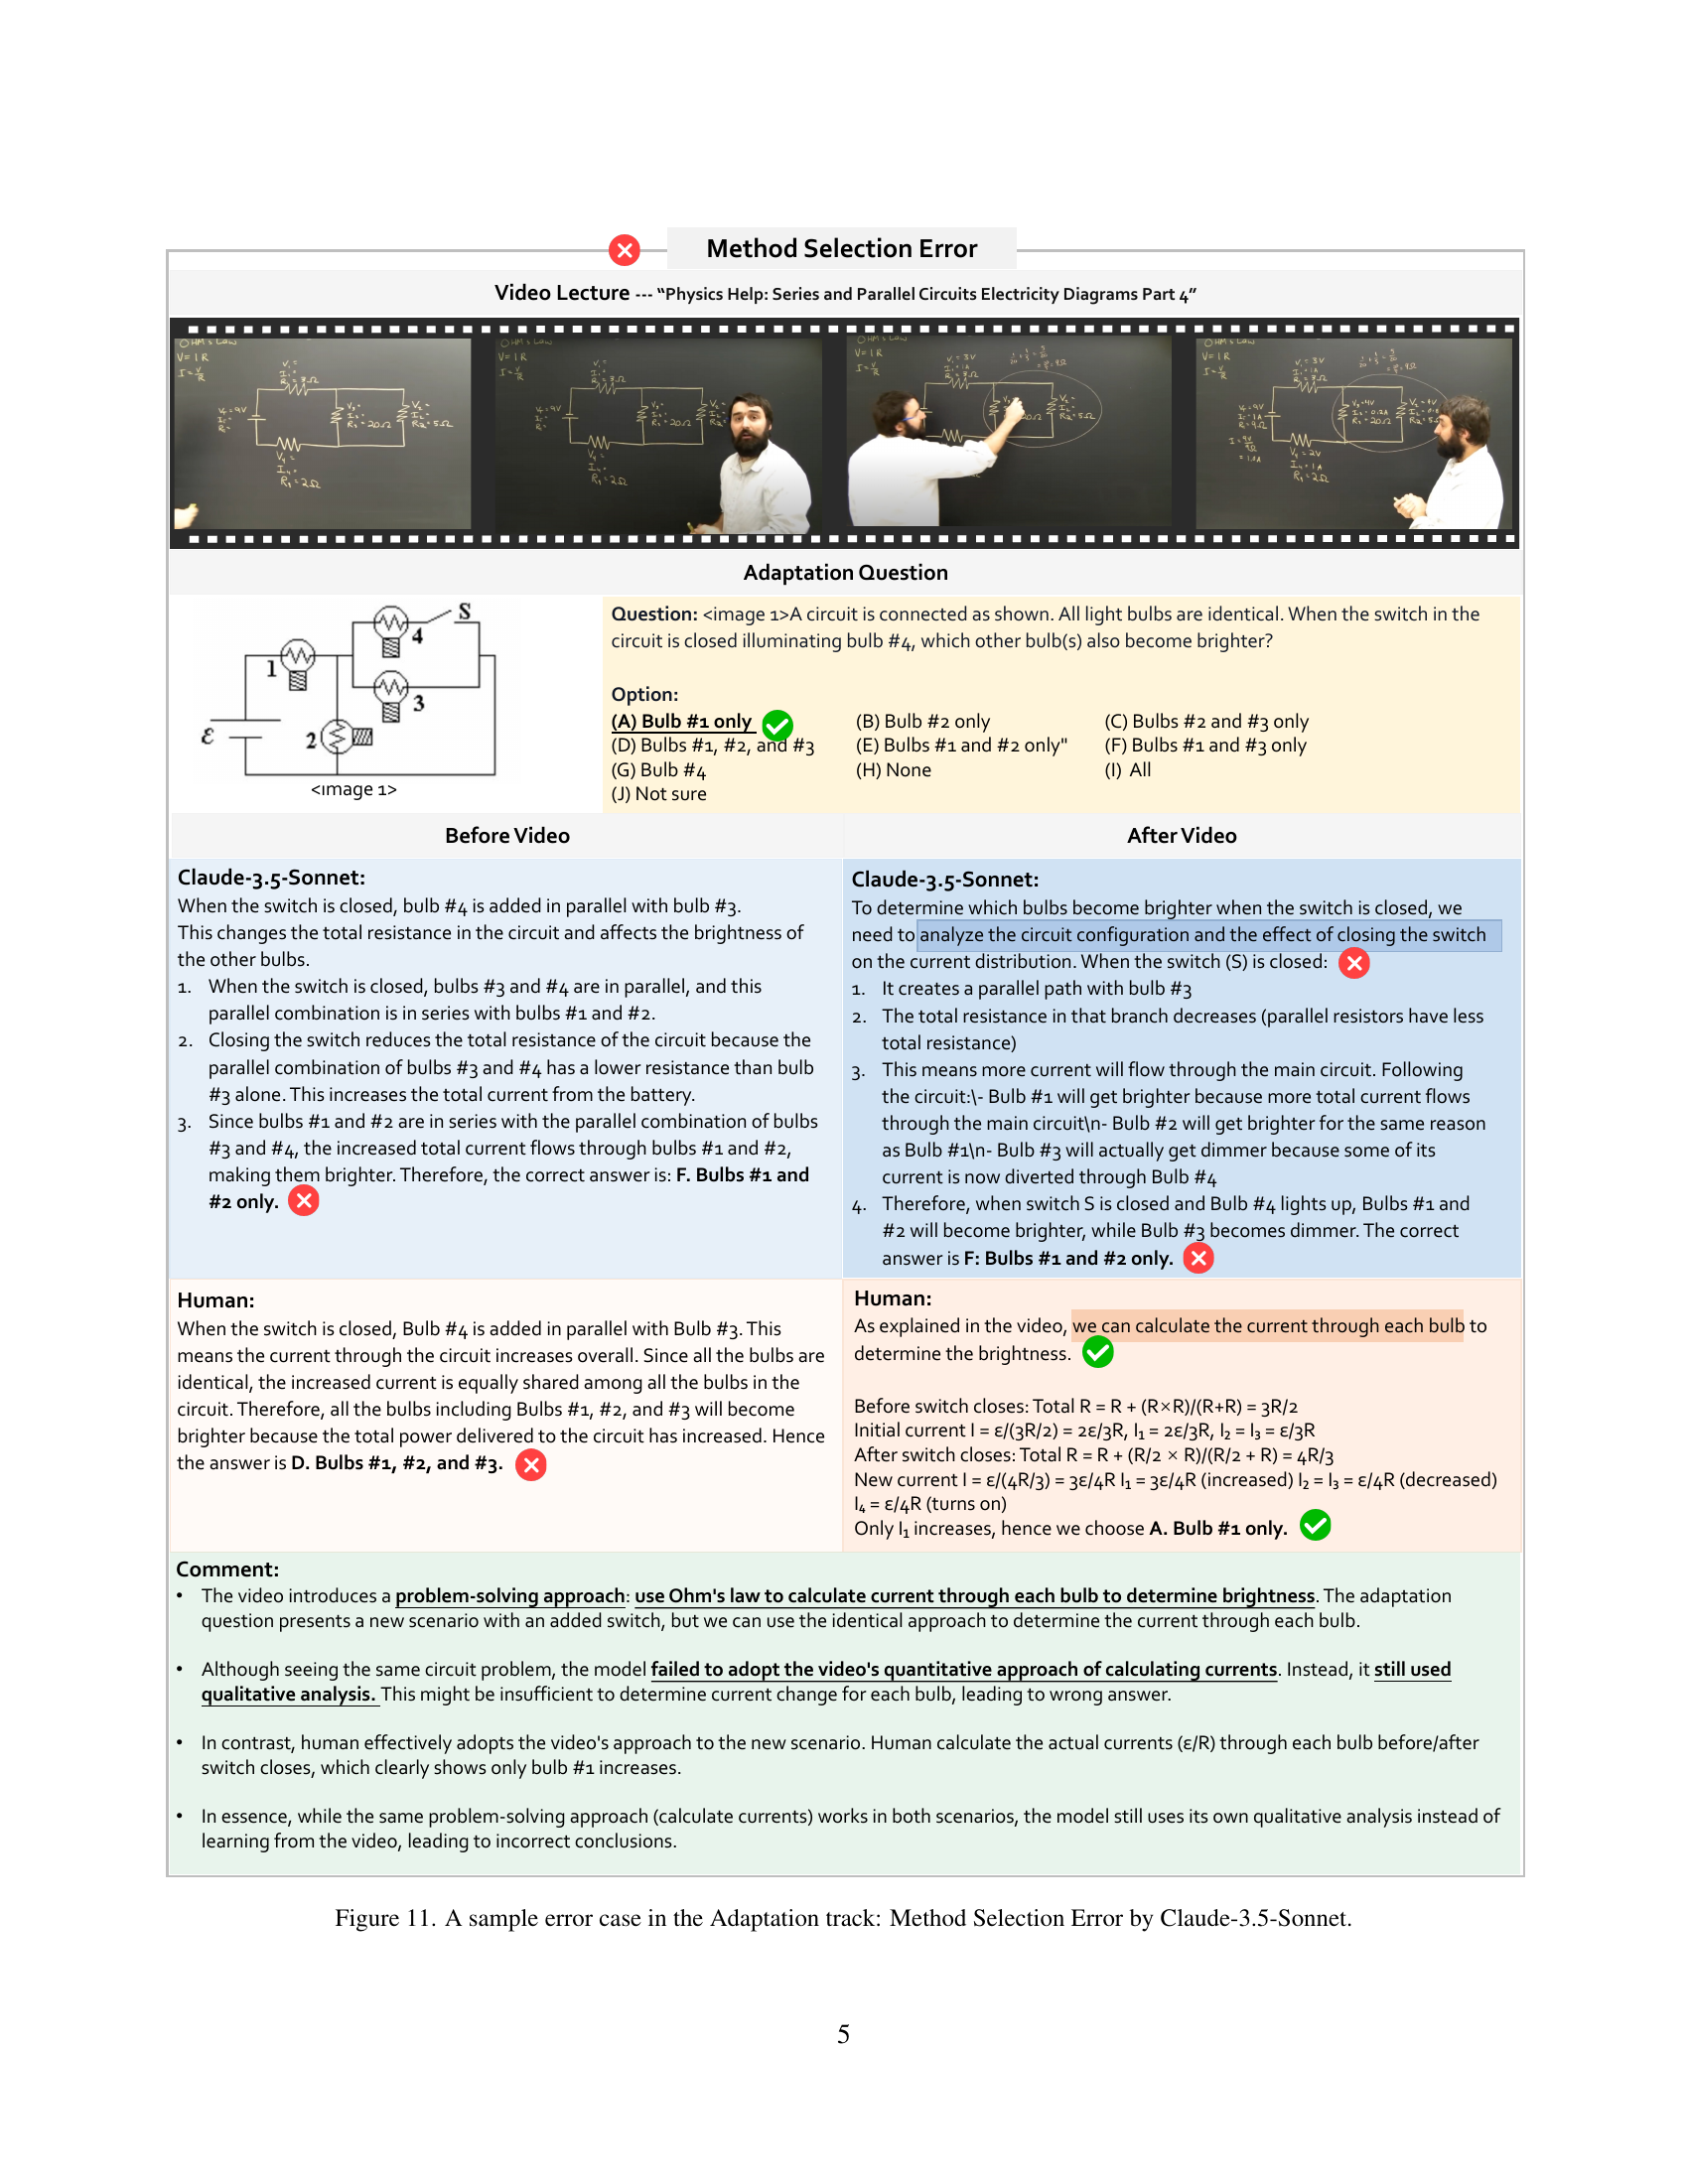 Method Selection Error
Video Lecture --- “Physics Help: Series and Parallel Circuits Electricity Diagrams Part 4”
OHM's LAW
V=IR
I=V/R
R₁=20Ω
R₂=5Ω
R₁=2Ω
OHM's LAW
V=IR
I=V/R
OHM's LAW
V=IR
OHM's LAW
V=IR
I=V/R
Adaptation Question
1
4
S
3
2
ε
<image 1>
Question: <image 1>A circuit is connected as shown. All light bulbs are identical. When the switch in the
circuit is closed illuminating bulb #4, which other bulb(s) also become brighter?
Option:
(A) Bulb #1 only (B) Bulb #2 only (C) Bulbs #2 and #3 only
(D) Bulbs #1, #2, and #3 (E) Bulbs #1 and #2 only" (F) Bulbs #1 and #3 only
(G) Bulb #4 (H) None (I) All
(J) Not sure
Before Video
Claude-3.5-Sonnet:
When the switch is closed, bulb #4 is added in parallel with bulb #3.
This changes the total resistance in the circuit and affects the brightness of
the other bulbs.
1. When the switch is closed, bulbs #3 and #4 are in parallel, and this
parallel combination is in series with bulbs #1 and #2.
2. Closing the switch reduces the total resistance of the circuit because the
parallel combination of bulbs #3 and #4 has a lower resistance than bulb
#3 alone. This increases the total current from the battery.
3. Since bulbs #1 and #2 are in series with the parallel combination of bulbs
#3 and #4, the increased total current flows through bulbs #1 and #2,
making them brighter. Therefore, the correct answer is: F. Bulbs #1 and
#2 only.
After Video
Claude-3.5-Sonnet:
To determine which bulbs become brighter when the switch is closed, we
need to analyze the circuit configuration and the effect of closing the switch
on the current distribution. When the switch (S) is closed:
1. It creates a parallel path with bulb #3
2. The total resistance in that branch decreases (parallel resistors have less
total resistance)
3. This means more current will flow through the main circuit. Following
the circuit:\- Bulb #1 will get brighter because more total current flows
through the main circuit\n- Bulb #2 will get brighter for the same reason
as Bulb #1\n- Bulb #3 will actually get dimmer because some of its
current is now diverted through Bulb #4
4. Therefore, when switch S is closed and Bulb #4 lights up, Bulbs #1 and
#2 will become brighter, while Bulb #3 becomes dimmer. The correct
answer is F: Bulbs #1 and #2 only.
Human:
When the switch is closed, Bulb #4 is added in parallel with Bulb #3. This
means the current through the circuit increases overall. Since all the bulbs are
identical, the increased current is equally shared among all the bulbs in the
circuit. Therefore, all the bulbs including Bulbs #1, #2, and #3 will become
brighter because the total power delivered to the circuit has increased. Hence
the answer is D. Bulbs #1, #2, and #3.
Human:
As explained in the video, we can calculate the current through each bulb to
determine the brightness.
Before switch closes: Total R = R + (R×R)/(R+R) = 3R/2
Initial current I = ε/(3R/2) = 2ε/3R, I₁ = 2ε/3R, I₂ = I₃ = ε/3R
After switch closes: Total R = R + (R/2 × R)/(R/2 + R) = 4R/3
New current I = ε/(4R/3) = 3ε/4R I₁ = 3ε/4R (increased) I₂ = I₃ = ε/4R (decreased)
I₄ = ε/4R (turns on)
Only I₁ increases, hence we choose A. Bulb #1 only.
Comment:
• The video introduces a problem-solving approach: use Ohm's law to calculate current through each bulb to determine brightness. The adaptation
question presents a new scenario with an added switch, but we can use the identical approach to determine the current through each bulb.
• Although seeing the same circuit problem, the model failed to adopt the video's quantitative approach of calculating currents. Instead, it still used
qualitative analysis. This might be insufficient to determine current change for each bulb, leading to wrong answer.
• In contrast, human effectively adopts the video's approach to the new scenario. Human calculate the actual currents (ε/R) through each bulb before/after
switch closes, which clearly shows only bulb #1 increases.
• In essence, while the same problem-solving approach (calculate currents) works in both scenarios, the model still uses its own qualitative analysis instead of
learning from the video, leading to incorrect conclusions.
Figure 11. A sample error case in the Adaptation track: Method Selection Error by Claude-3.5-Sonnet.
5